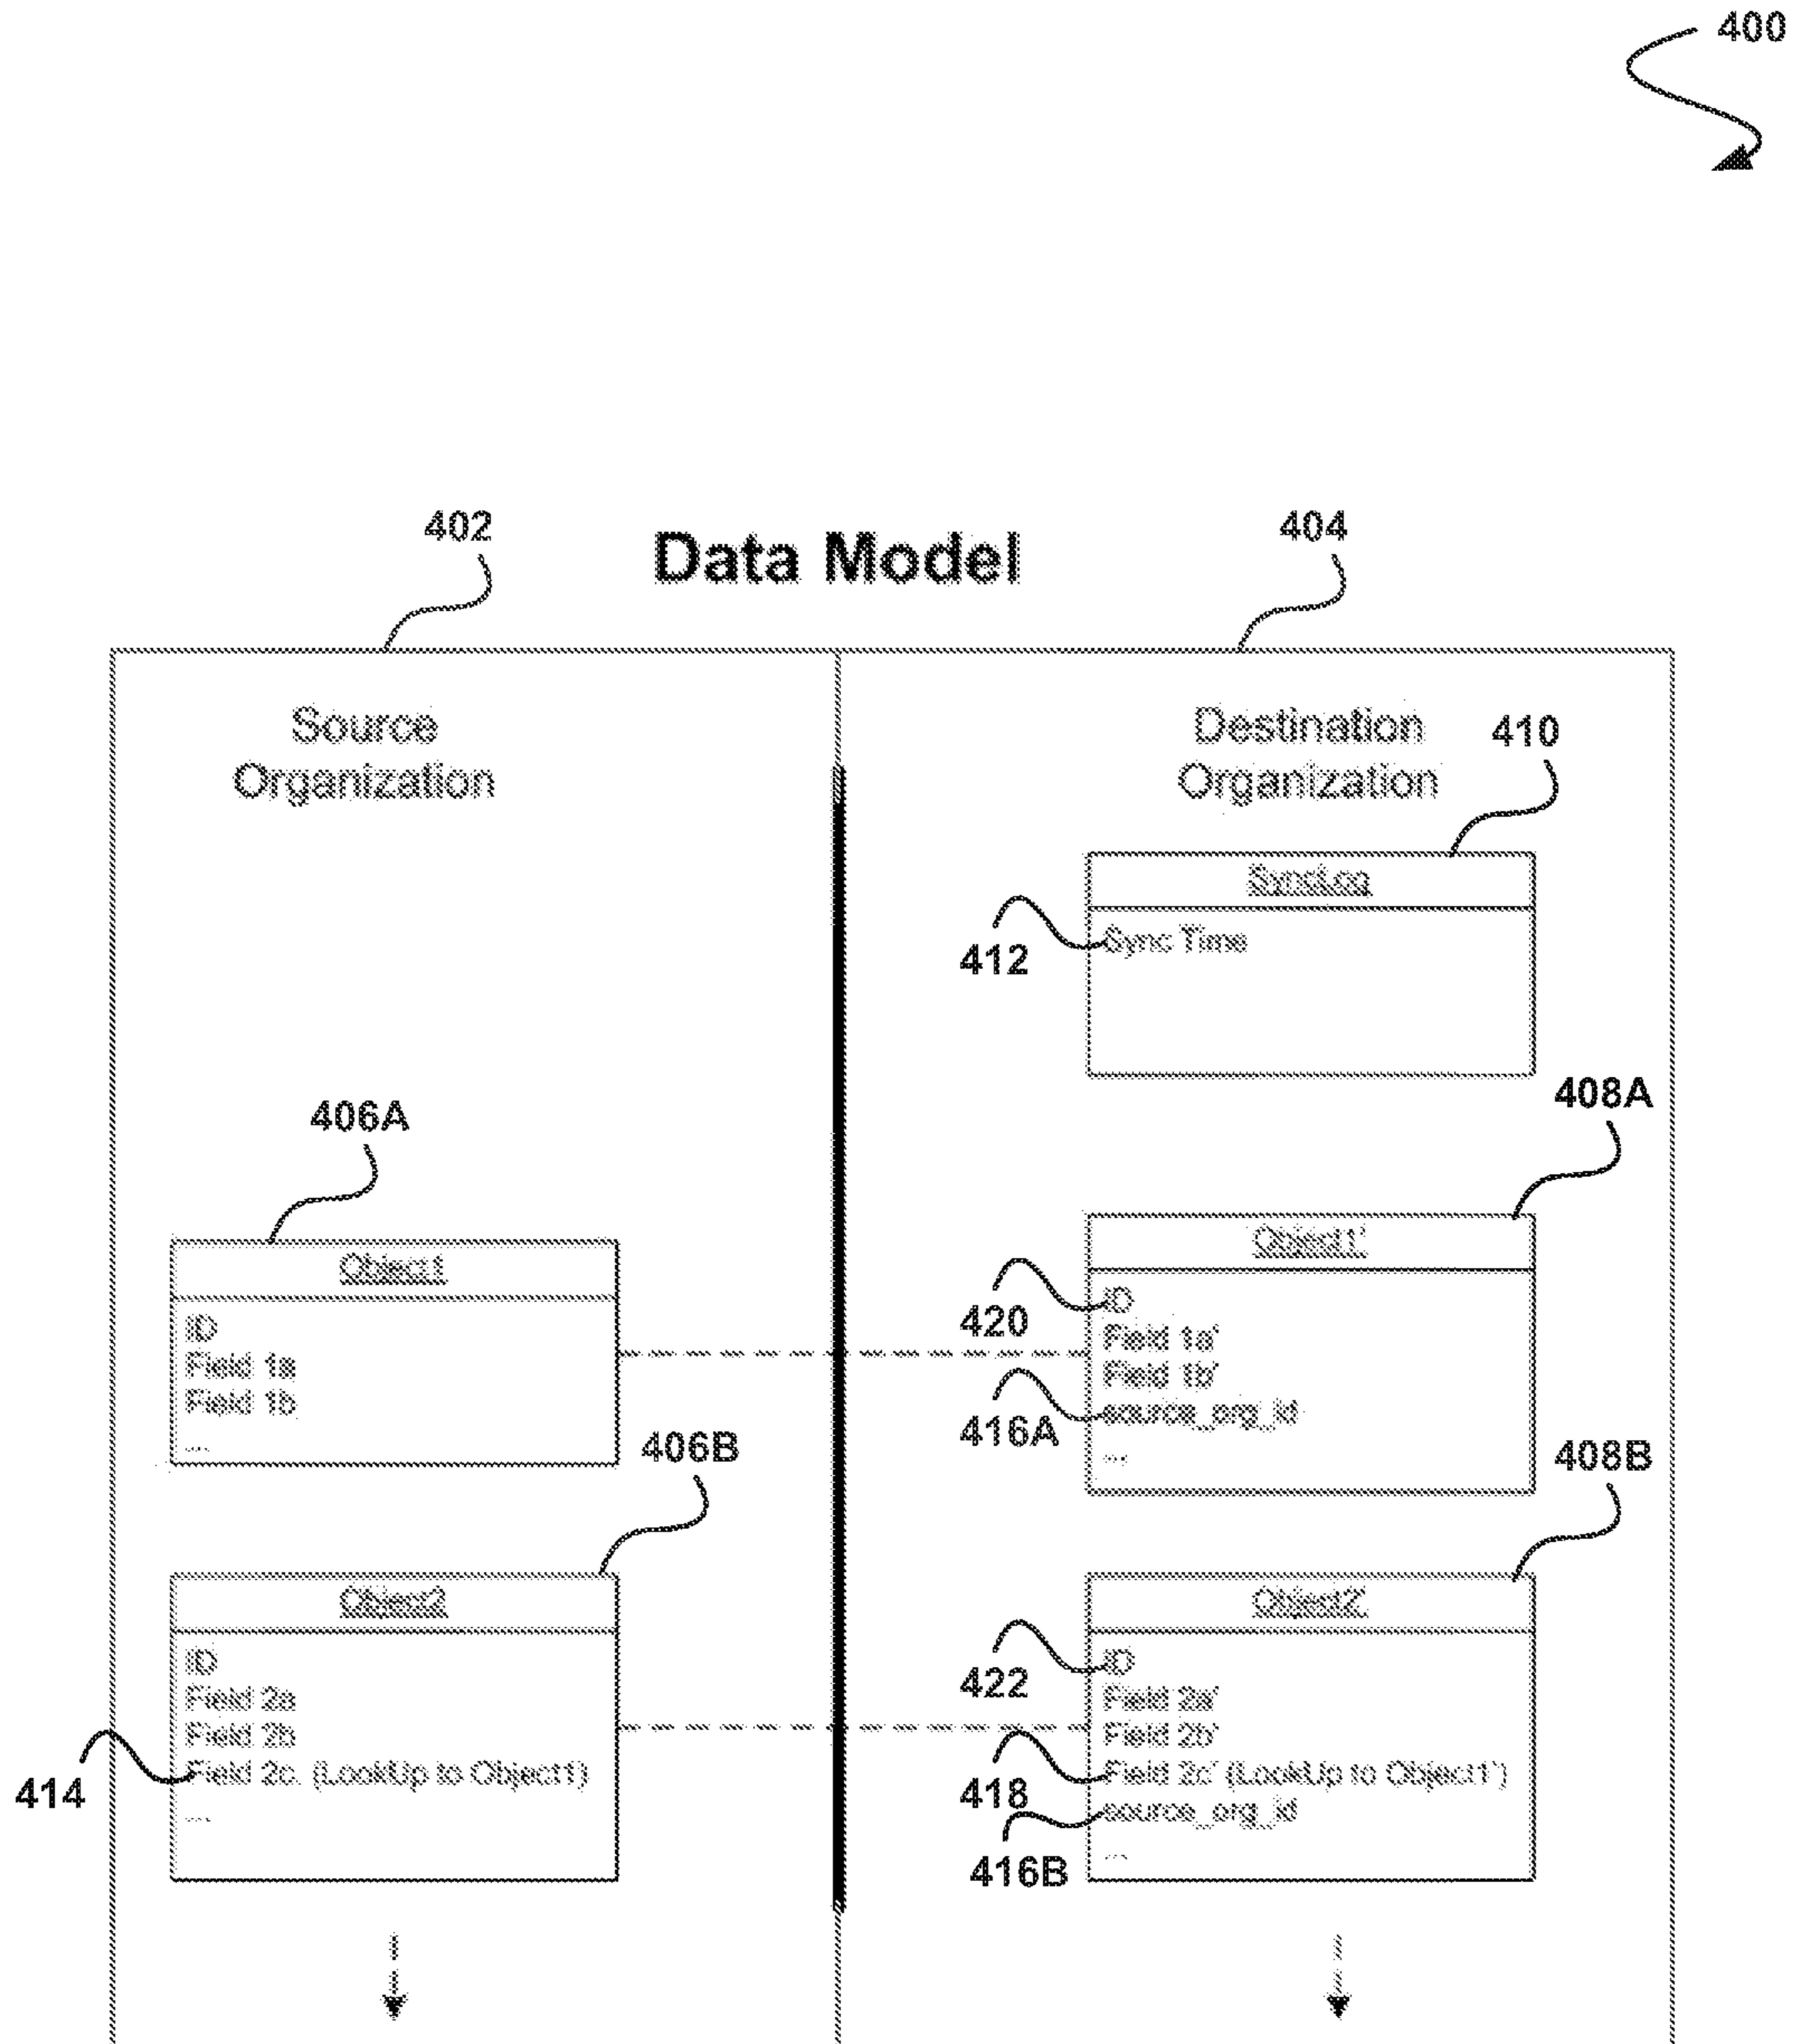 400
402
Data Model
404
Source
Organization
Destination
Organization
410
SyncLog
412
Sync Time
406A
408A
Object1
ID
Field 1a
Field 1b
...
Object1'
420
ID
Field 1a'
Field 1b'
416A
source_org_id
...
406B
408B
Object2
ID
Field 2a
Field 2b
414
Field 2c. (LookUp to Object1)
...
Object2'
422
ID
Field 2a'
Field 2b'
418
Field 2c' (LookUp to Object1')
416B
source_org_id
...